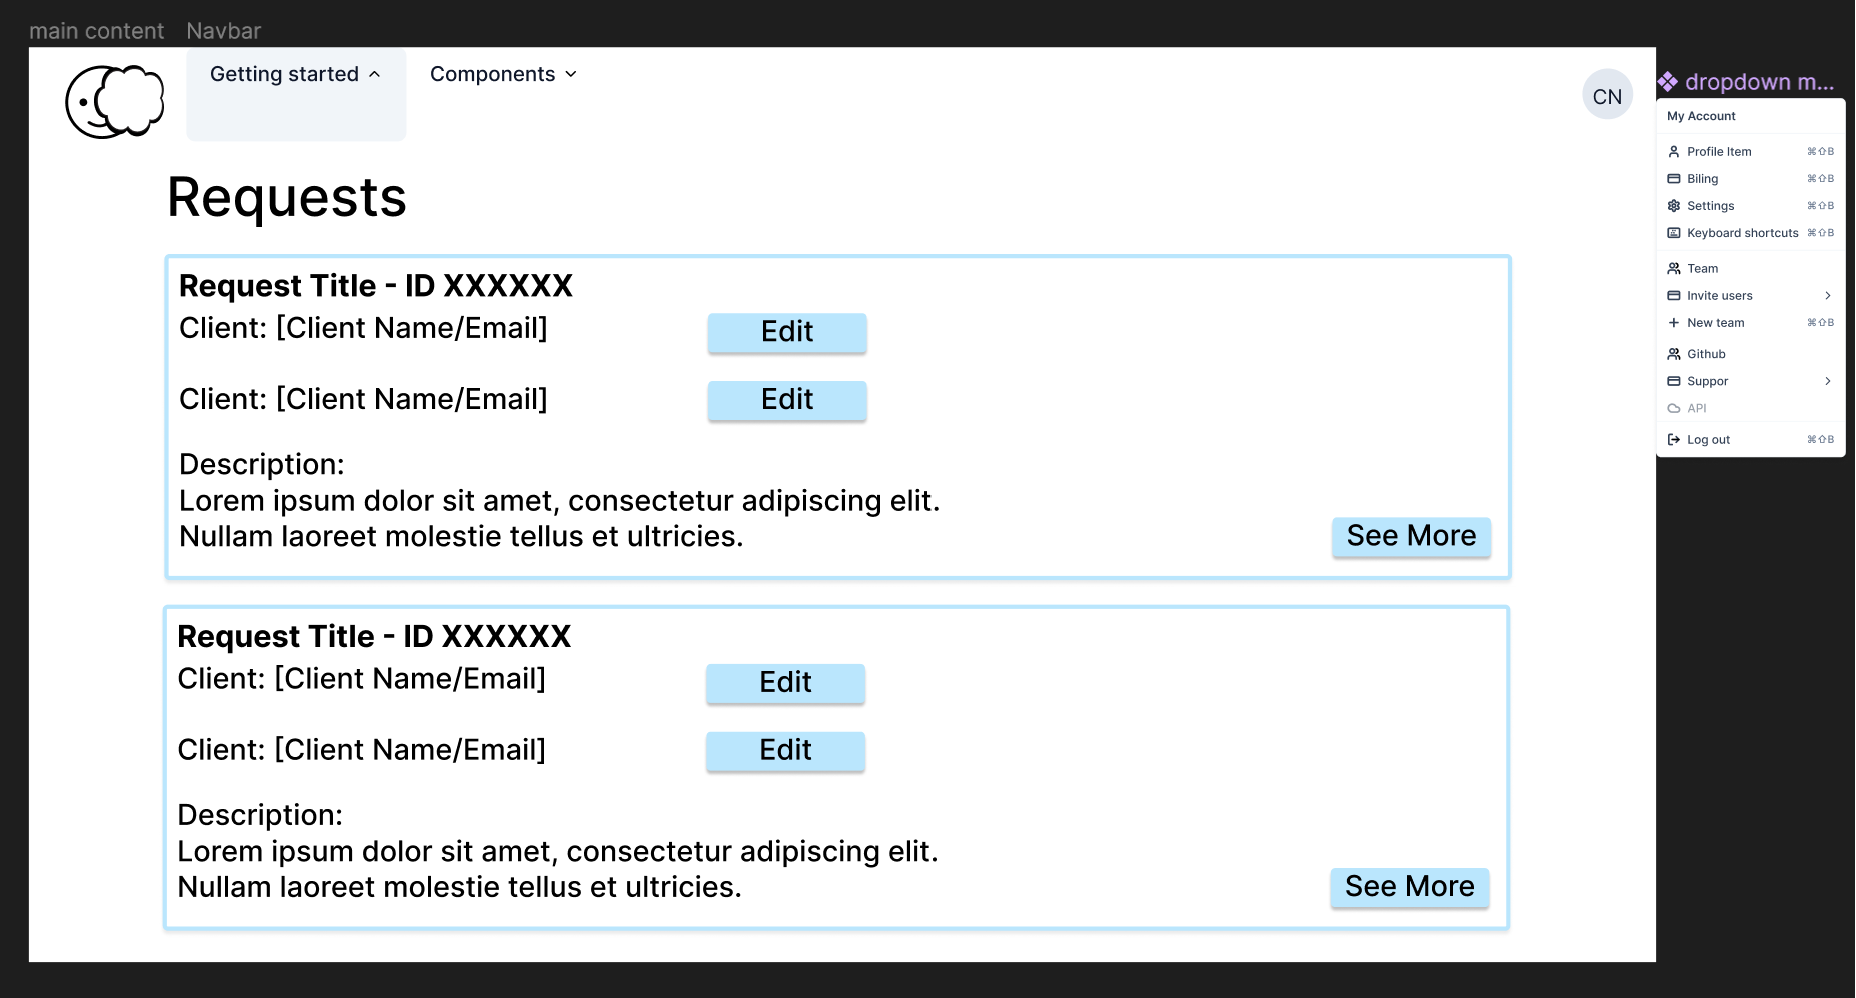 main content Navbar
Getting started Components
CN
dropdown m...
My Account
Profile Item ⌘⇧B
Biling ⌘⇧B
Settings ⌘⇧B
Keyboard shortcuts ⌘⇧B
Team
Invite users
New team ⌘⇧B
Github
Suppor
API
Log out ⌘⇧B
Requests
Request Title - ID XXXXXX
Client: [Client Name/Email] Edit
Client: [Client Name/Email] Edit
Description:
Lorem ipsum dolor sit amet, consectetur adipiscing elit.
Nullam laoreet molestie tellus et ultricies.
See More
Request Title - ID XXXXXX
Client: [Client Name/Email] Edit
Client: [Client Name/Email] Edit
Description:
Lorem ipsum dolor sit amet, consectetur adipiscing elit.
Nullam laoreet molestie tellus et ultricies.
See More